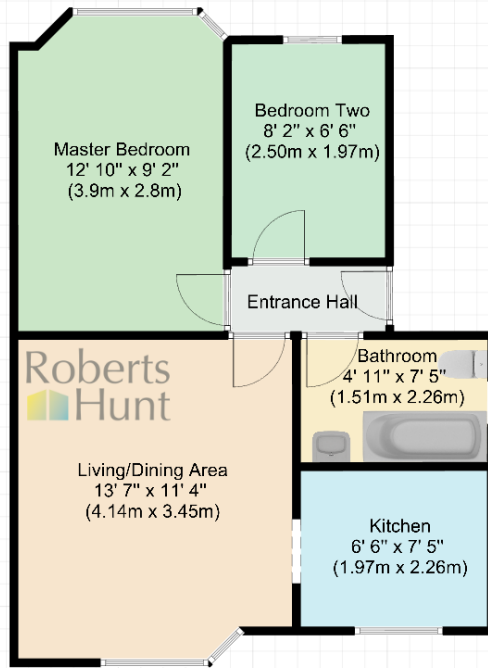 Master Bedroom
12' 10" x 9' 2"
(3.9m x 2.8m)
Bedroom Two
8' 2" x 6' 6"
(2.50m x 1.97m)
Entrance Hall
Roberts
Hunt
Bathroom
4' 11" x 7' 5"
(1.51m x 2.26m)
Living/Dining Area
13' 7" x 11' 4"
(4.14m x 3.45m)
Kitchen
6' 6" x 7' 5"
(1.97m x 2.26m)